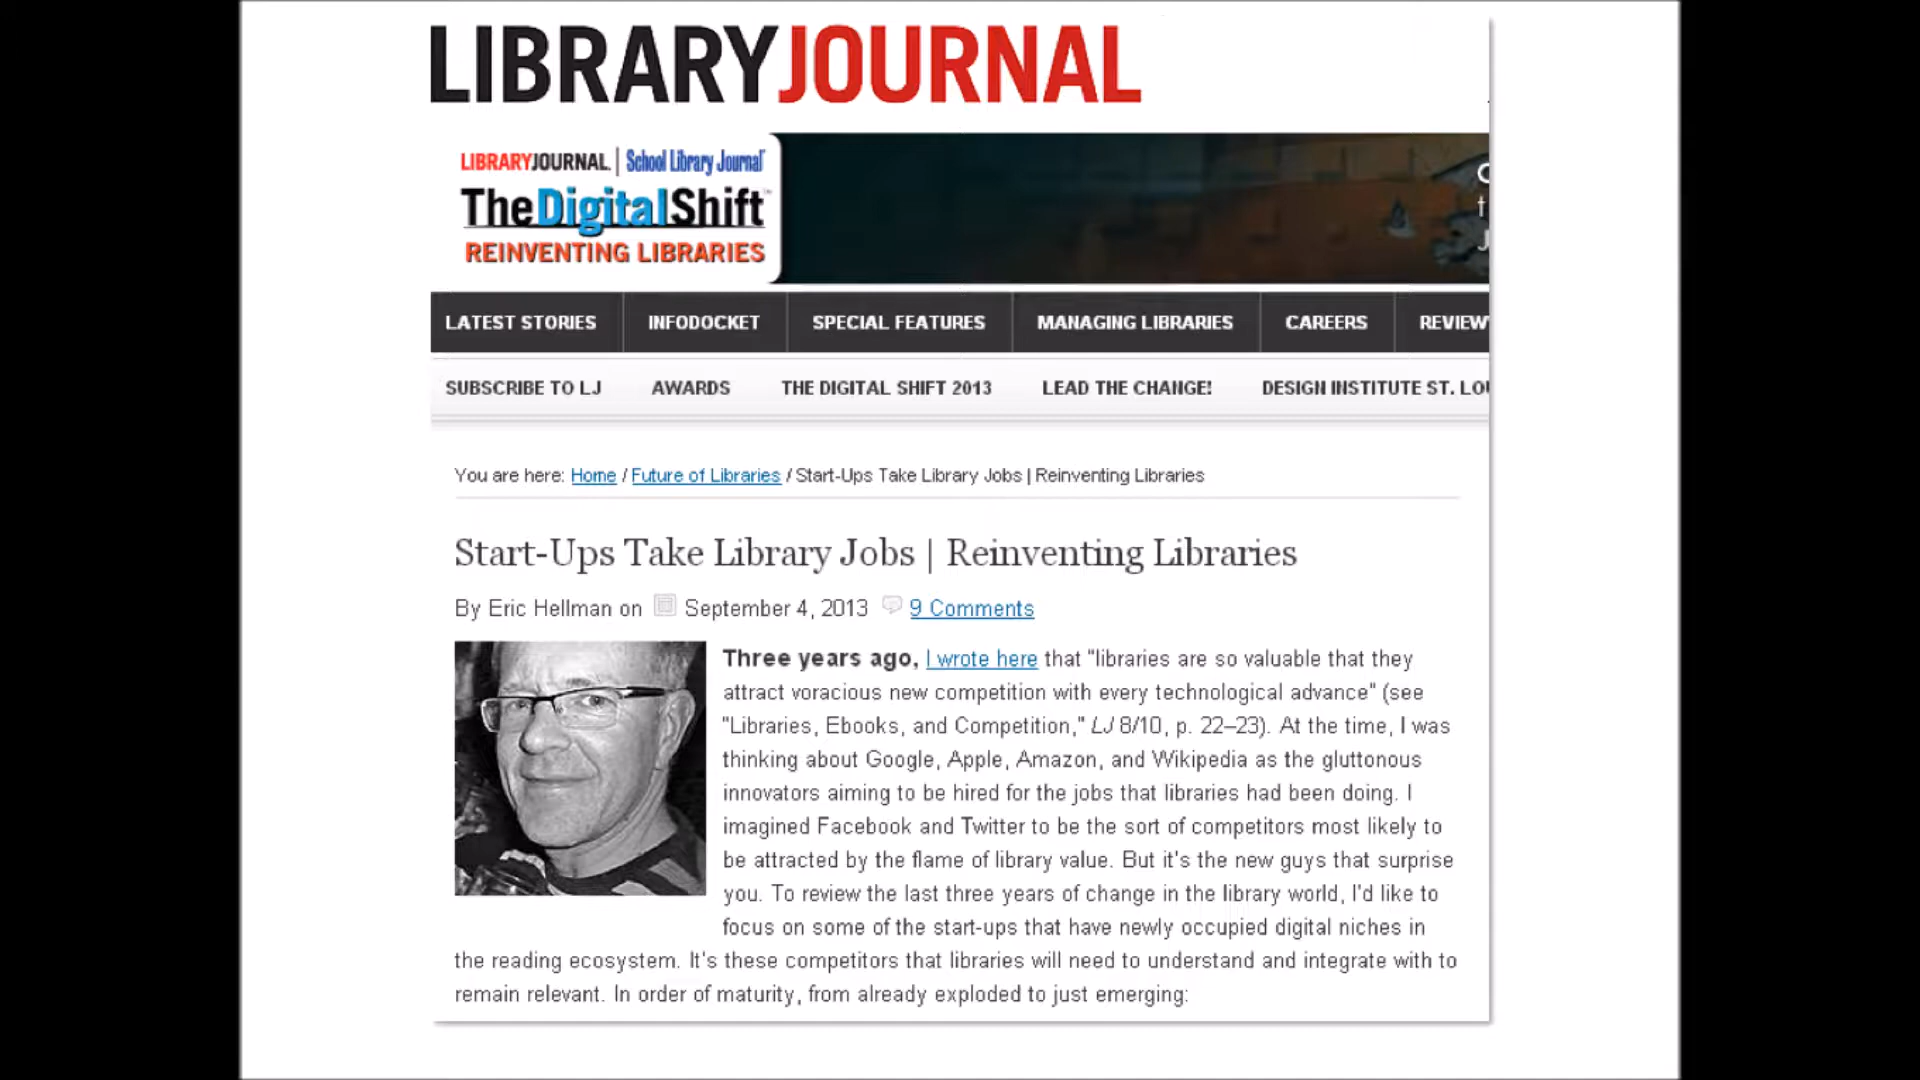 LIBRARYJOURNAL
LIBRARYJOURNAL. | School Library Journal
TheDigitalShift™
REINVENTING LIBRARIES
LATEST STORIES INFODOCKET SPECIAL FEATURES MANAGING LIBRARIES CAREERS REVIEW
SUBSCRIBE TO LJ AWARDS THE DIGITAL SHIFT 2013 LEAD THE CHANGE! DESIGN INSTITUTE ST. LOU
You are here: Home / Future of Libraries / Start-Ups Take Library Jobs | Reinventing Libraries
Start-Ups Take Library Jobs | Reinventing Libraries
By Eric Hellman on September 4, 2013 9 Comments
Three years ago, I wrote here that "libraries are so valuable that they
attract voracious new competition with every technological advance" (see
"Libraries, Ebooks, and Competition," LJ 8/10, p. 22–23). At the time, I was
thinking about Google, Apple, Amazon, and Wikipedia as the gluttonous
innovators aiming to be hired for the jobs that libraries had been doing. I
imagined Facebook and Twitter to be the sort of competitors most likely to
be attracted by the flame of library value. But it's the new guys that surprise
you. To review the last three years of change in the library world, I'd like to
focus on some of the start-ups that have newly occupied digital niches in
the reading ecosystem. It's these competitors that libraries will need to understand and integrate with to
remain relevant. In order of maturity, from already exploded to just emerging: